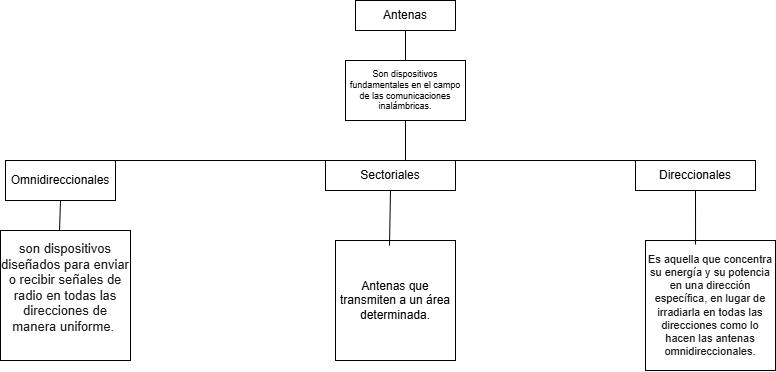 Antenas
Son dispositivos
fundamentales en el campo
de las comunicaciones
inalámbricas.
Omnidireccionales
Sectoriales
Direccionales
son dispositivos
diseñados para enviar
o recibir señales de
radio en todas las
direcciones de
manera uniforme.
Antenas que
transmiten a un área
determinada.
Es aquella que concentra
su energía y su potencia
en una dirección
específica, en lugar de
irradiarla en todas las
direcciones como lo
hacen las antenas
omnidireccionales.